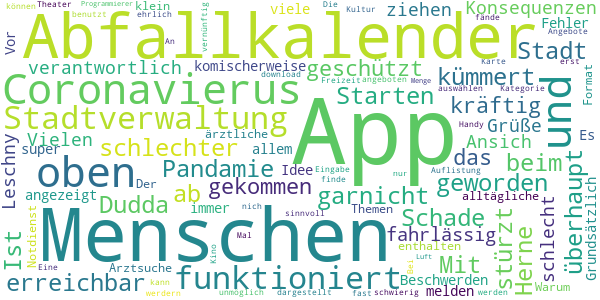 können Theater Programmierer klein viele ziehen Konsequenzen
benutzt ehrlich Die Kultur Fehler
Vor Abfallkalender vernünftig An fände Angebote Stadt Format
verantwortlich komischerweise geschützt Karte kümmert
Coronavierus download Freizeit angeboten Menge auswählen Kategorie
Stadtverwaltung App Starten Handy kräftig und
Leschny Vielen super schlechter ärztliche Eingabe nur Auflistung Grüße Es
oben allem Idee finde das Ansich erst
Pandamie gekommen garnicht geworden beim überhaupt
angezeigt Der Dudda ab immer Themen Schade alltägliche Grundsätzlich
Ist Notdienst Menschen nich sinnvoll enthalten fahrlässig stürzt Herne schlecht
Arztsuche Eine Mal Kino Bei Luft Mit Beschwerden Warum
erreichbar kann werdern funktioniert fast schwierig melden werden
unmöglich dargestellt